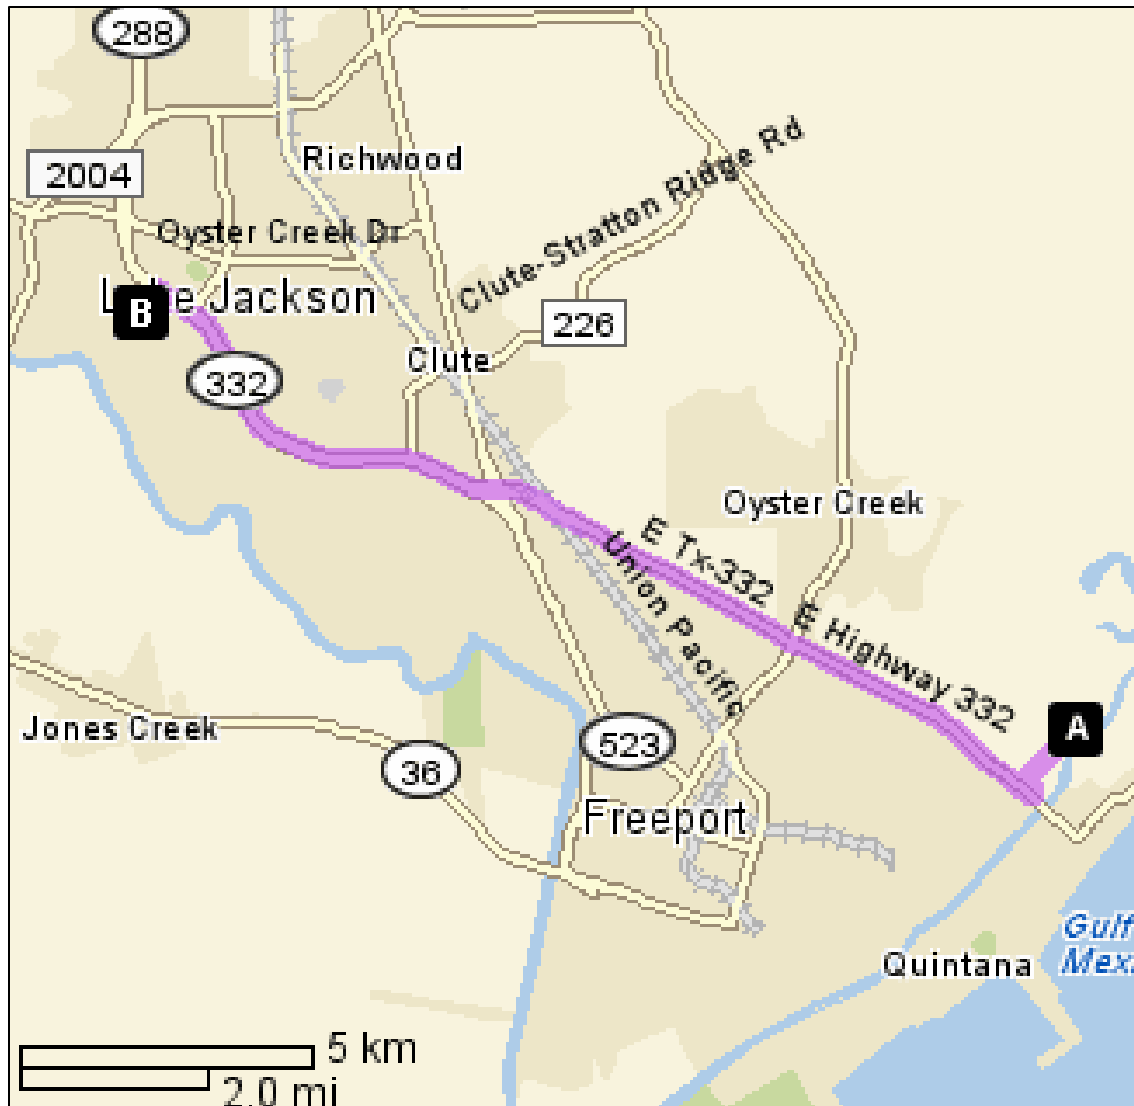 288
Richwood
Clute-Stratton Ridge Rd
2004
Oyster Creek Dr
Lake Jackson
B
226
Clute
332
Oyster Creek
E Tx-332
Union Pacific
E Highway 332
A
Jones Creek
523
36
Freeport
Gulf
Quintana
5 km
2.0 mi